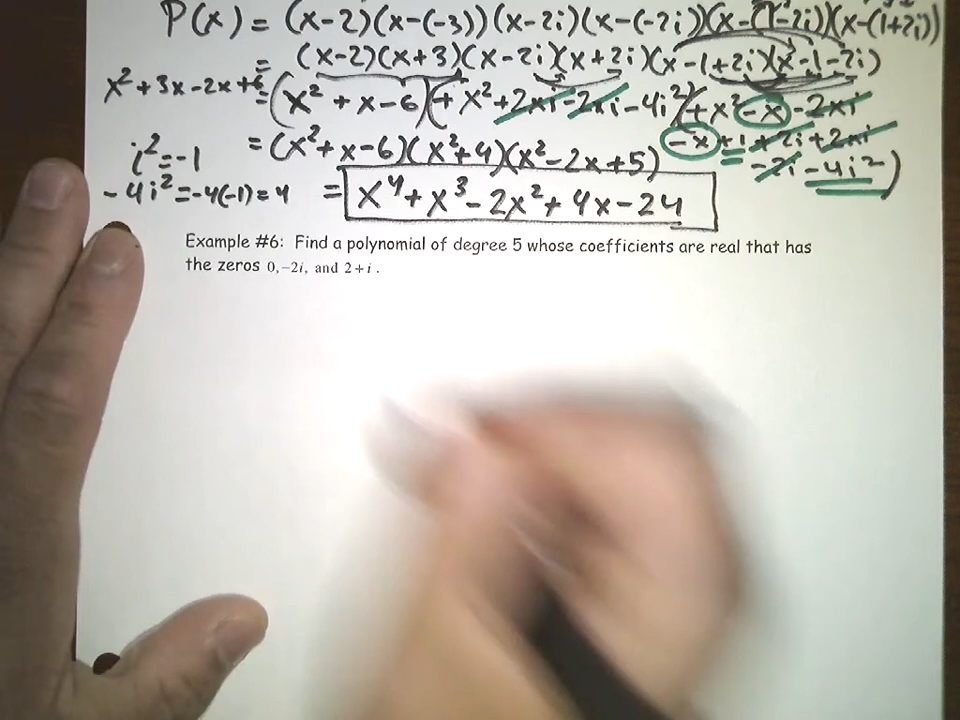 P(x) = (x-2)(x-(-3))(x-2i)(x-(-2i))(x-(1-2i))(x-(1+2i))
= (x-2)(x+3)(x-2i)(x+2i)(x-1+2i)(x-1-2i)
x²+3x-2x+6
= (x²+x-6)(+x²+2xi-2xi-4i²)(+x²-x-2xi
-x+1+2i+2xi
-2i-4i²)
i²=-1
= (x²+x-6)(x²+4)(x²-2x+5)
-4i²=-4(-1)=4
= x⁴+x³-2x²+4x-24
Example #6: Find a polynomial of degree 5 whose coefficients are real that has
the zeros 0,-2i, and 2+i.